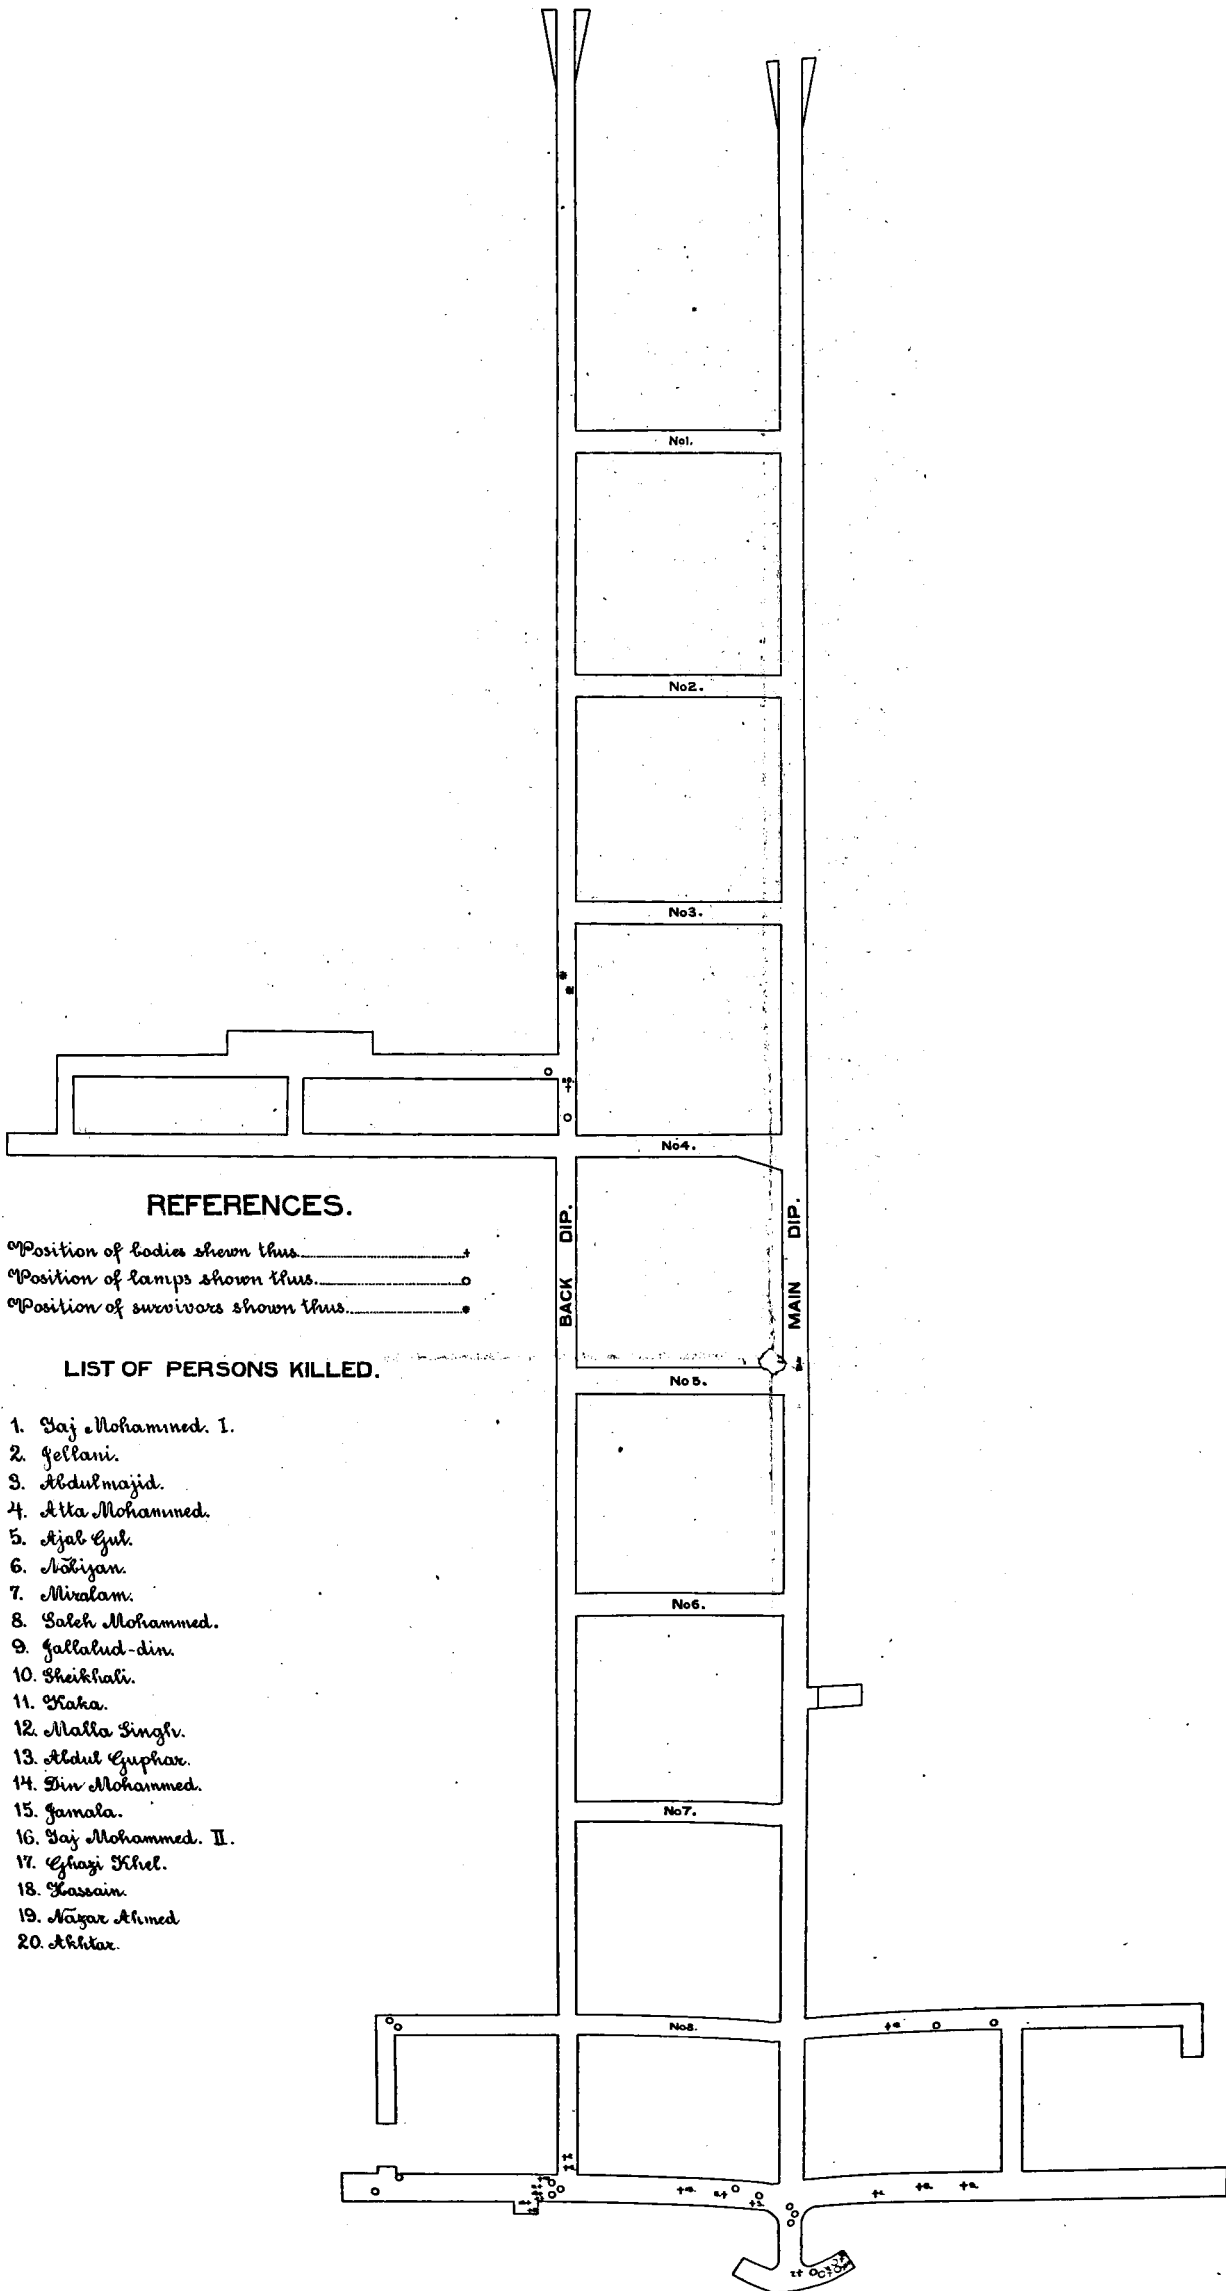 No1.
No2.
No3.
No4.
REFERENCES.
Position of bodies shewn thus +
Position of lamps shown thus. o
Position of survivors shown thus
BACK DIP.
MAIN DIP.
LIST OF PERSONS KILLED.
No5.
1. Taj Mohammed. I.
2. Jellani.
3. Abdulmajid.
4. Atta Mohammed.
5. Ajab Gul.
6. Nōbijan.
7. Miralam.
8. Saleh Mohammed.
9. Jallalud-din.
10. Sheikhali.
11. Kaka.
12. Malla Singh.
13. Abdul Guphar.
14. Din Mohammed.
15. Jamala.
16. Taj Mohammed. II.
17. Ghazi Khel.
18. Hassain.
19. Nāzar Ahmed
20. Akhtar.
No6.
No7.
No8.